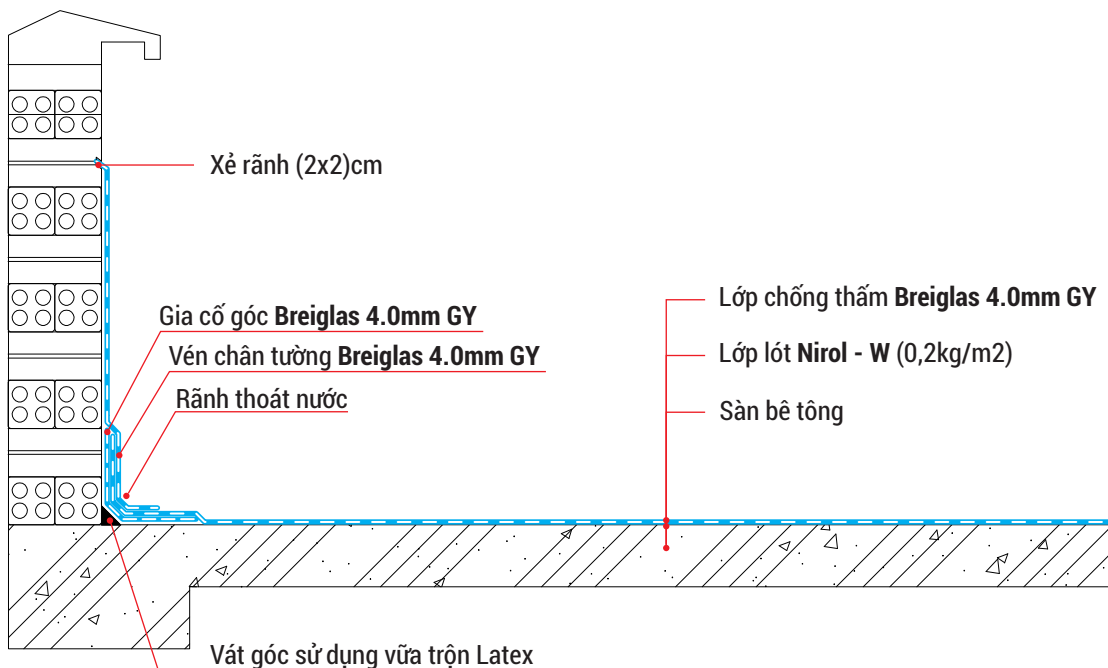 Xẻ rãnh (2x2)cm
Gia cố góc Breiglas 4.0mm GY
Vén chân tường Breiglas 4.0mm GY
Rãnh thoát nước
Lớp chống thấm Breiglas 4.0mm GY
Lớp lót Nirol - W (0,2kg/m2)
Sàn bê tông
Vát góc sử dụng vữa trộn Latex